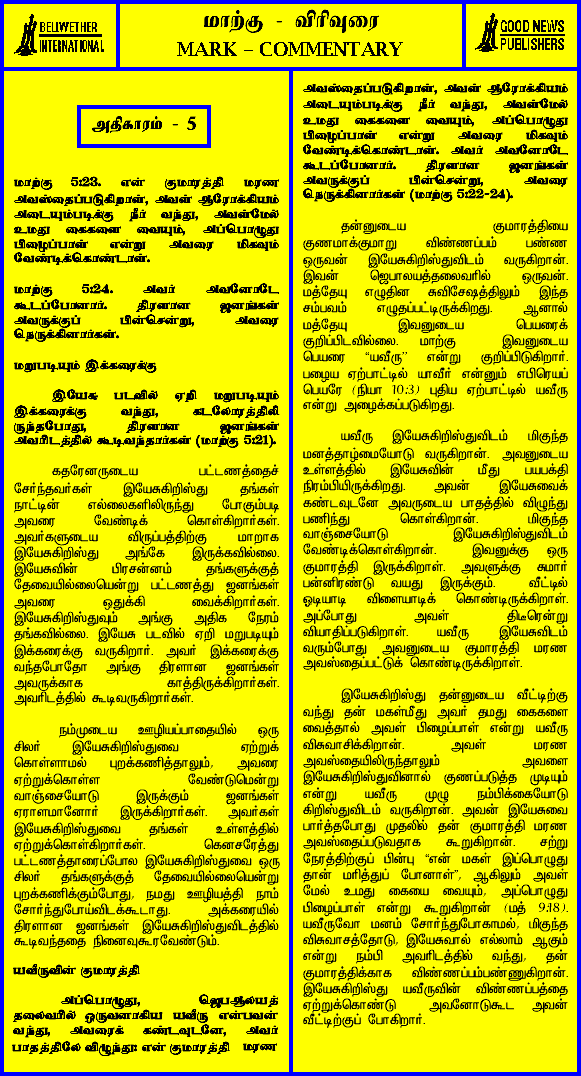 BELLWETHER
INTERNATIONAL
மாற்கு - விரிவுரை
MARK – COMMENTARY
GOOD NEWS
PUBLISHERS
அதிகாரம் - 5
மாற்கு 5:23. என் குமாரத்தி மரண
அவஸ்தைப்படுகிறாள், அவள் ஆரோக்கியம்
அடையும்படிக்கு நீர் வந்து, அவள்மேல்
உமது கைகளை வையும், அப்பொழுது
பிழைப்பாள் என்று அவரை மிகவும்
வேண்டிக்கொண்டான்.
மாற்கு 5:24. அவர் அவனோடே
கூடப்போனார். திரளான ஜனங்கள்
அவருக்குப் பின்சென்று, அவரை
நெருக்கினார்கள்.
மறுபடியும் இக்கரைக்கு
இயேசு படவில் ஏறி மறுபடியும்
இக்கரைக்கு வந்து, கடலோரத்திலி
ருந்தபோது, திரளான ஜனங்கள்
அவரிடத்தில் கூடிவந்தார்கள் (மாற்கு 5:21).
கதரேனருடைய பட்டணத்தைச்
சேர்ந்தவர்கள் இயேசுகிறிஸ்து தங்கள்
நாட்டின் எல்லைகளிலிருந்து போகும்படி
அவரை வேண்டிக் கொள்கிறார்கள்.
அவர்களுடைய விருப்பத்திற்கு மாறாக
இயேசுகிறிஸ்து அங்கே இருக்கவில்லை.
இயேசுவின் பிரசன்னம் தங்களுக்குத்
தேவையில்லையென்று பட்டணத்து ஜனங்கள்
அவரை ஒதுக்கி வைக்கிறார்கள்.
இயேசுகிறிஸ்துவும் அங்கு அதிக நேரம்
தங்கவில்லை. இயேசு படவில் ஏறி மறுபடியும்
இக்கரைக்கு வருகிறார். அவர் இக்கரைக்கு
வந்தபோதோ அங்கு திரளான ஜனங்கள்
அவருக்காக காத்திருக்கிறார்கள்.
அவரிடத்தில் கூடிவருகிறார்கள்.
நம்முடைய ஊழியப்பாதையில் ஒரு
சிலர் இயேசுகிறிஸ்துவை ஏற்றுக்
கொள்ளாமல் புறக்கணித்தாலும், அவரை
ஏற்றுக்கொள்ள வேண்டுமென்று
வாஞ்சையோடு இருக்கும் ஜனங்கள்
ஏராளமானோர் இருக்கிறார்கள். அவர்கள்
இயேசுகிறிஸ்துவை தங்கள் உள்ளத்தில்
ஏற்றுக்கொள்கிறார்கள். கெனசரேத்து
பட்டணத்தாரைப்போல இயேசுகிறிஸ்துவை ஒரு
சிலர் தங்களுக்குத் தேவையில்லையென்று
புறக்கணிக்கும்போது, நமது ஊழியத்தி நாம்
சோர்ந்துபோய்விடக்கூடாது. அக்கரையில்
திரளான ஜனங்கள் இயேசுகிறிஸ்துவிடத்தில்
கூடிவந்ததை நினைவுகூரவேண்டும்.
யவீருவின் குமாரத்தி
அப்பொழுது, ஜெபஆலயத்
தலைவரில் ஒருவனாகிய யவீரு என்பவன்
வந்து, அவரைக் கண்டவுடனே, அவர்
பாதத்திலே விழுந்து: என் குமாரத்தி மரண
அவஸ்தைப்படுகிறாள், அவள் ஆரோக்கியம்
அடையும்படிக்கு நீர் வந்து, அவள்மேல்
உமது கைகளை வையும், அப்பொழுது
பிழைப்பாள் என்று அவரை மிகவும்
வேண்டிக்கொண்டான். அவர் அவனோடே
கூடப்போனார். திரளான ஜனங்கள்
அவருக்குப் பின்சென்று, அவரை
நெருக்கினார்கள் (மாற்கு 5:22-24).
தன்னுடைய குமாரத்தியை
குணமாக்குமாறு விண்ணப்பம் பண்ண
ஒருவன் இயேசுகிறிஸ்துவிடம் வருகிறான்.
இவன் ஜெபாலயத்தலைவரில் ஒருவன்.
மத்தேயு எழுதின சுவிசேஷத்திலும் இந்த
சம்பவம் எழுதப்பட்டிருக்கிறது. ஆனால்
மத்தேயு இவனுடைய பெயரைக்
குறிப்பிடவில்லை. மாற்கு இவனுடைய
பெயரை “யவீரு” என்று குறிப்பிடுகிறார்.
பழைய ஏற்பாட்டில் யாவீர் என்னும் எபிரெயப்
பெயரே (நியா 10:3) புதிய ஏற்பாட்டில் யவீரு
என்று அழைக்கப்படுகிறது.
யவீரு இயேசுகிறிஸ்துவிடம் மிகுந்த
மனத்தாழ்மையோடு வருகிறான். அவனுடைய
உள்ளத்தில் இயேசுவின் மீது பயபக்தி
நிரம்பியிருக்கிறது. அவன் இயேசுவைக்
கண்டவுடனே அவருடைய பாதத்தில் விழுந்து
பணிந்து கொள்கிறான். மிகுந்த
வாஞ்சையோடு இயேசுகிறிஸ்துவிடம்
வேண்டிக்கொள்கிறான். இவனுக்கு ஒரு
குமாரத்தி இருக்கிறாள். அவளுக்கு சுமார்
பன்னிரண்டு வயது இருக்கும். வீட்டில்
ஓடியாடி விளையாடிக் கொண்டிருக்கிறாள்.
அப்போது அவள் திடீரென்று
வியாதிப்படுகிறாள். யவீரு இயேசுவிடம்
வரும்போது அவனுடைய குமாரத்தி மரண
அவஸ்தைப்பட்டுக் கொண்டிருக்கிறாள்.
இயேசுகிறிஸ்து தன்னுடைய வீட்டிற்கு
வந்து தன் மகள்மீது அவர் தமது கைகளை
வைத்தால் அவள் பிழைப்பாள் என்று யவீரு
விசுவாசிக்கிறான். அவள் மரண
அவஸ்தையிலிருந்தாலும் அவளை
இயேசுகிறிஸ்துவினால் குணப்படுத்த முடியும்
என்று யவீரு முழு நம்பிக்கையோடு
கிறிஸ்துவிடம் வருகிறான். அவன் இயேசுவை
பார்த்தபோது முதலில் தன் குமாரத்தி மரண
அவஸ்தைப்படுவதாக கூறுகிறான். சற்று
நேரத்திற்குப் பின்பு “என் மகள் இப்பொழுது
தான் மரித்துப் போனாள்”, ஆகிலும் அவள்
மேல் உமது கையை வையும், அப்பொழுது
பிழைப்பாள் என்று கூறுகிறான் (மத் 9:18).
யவீருவோ மனம் சோர்ந்துபோகாமல், மிகுந்த
விசுவாசத்தோடு, இயேசுவால் எல்லாம் ஆகும்
என்று நம்பி அவரிடத்தில் வந்து, தன்
குமாரத்திக்காக விண்ணப்பம்பண்ணுகிறான்.
இயேசுகிறிஸ்து யவீருவின் விண்ணப்பத்தை
ஏற்றுக்கொண்டு அவனோடுகூட அவன்
வீட்டிற்குப் போகிறார்.